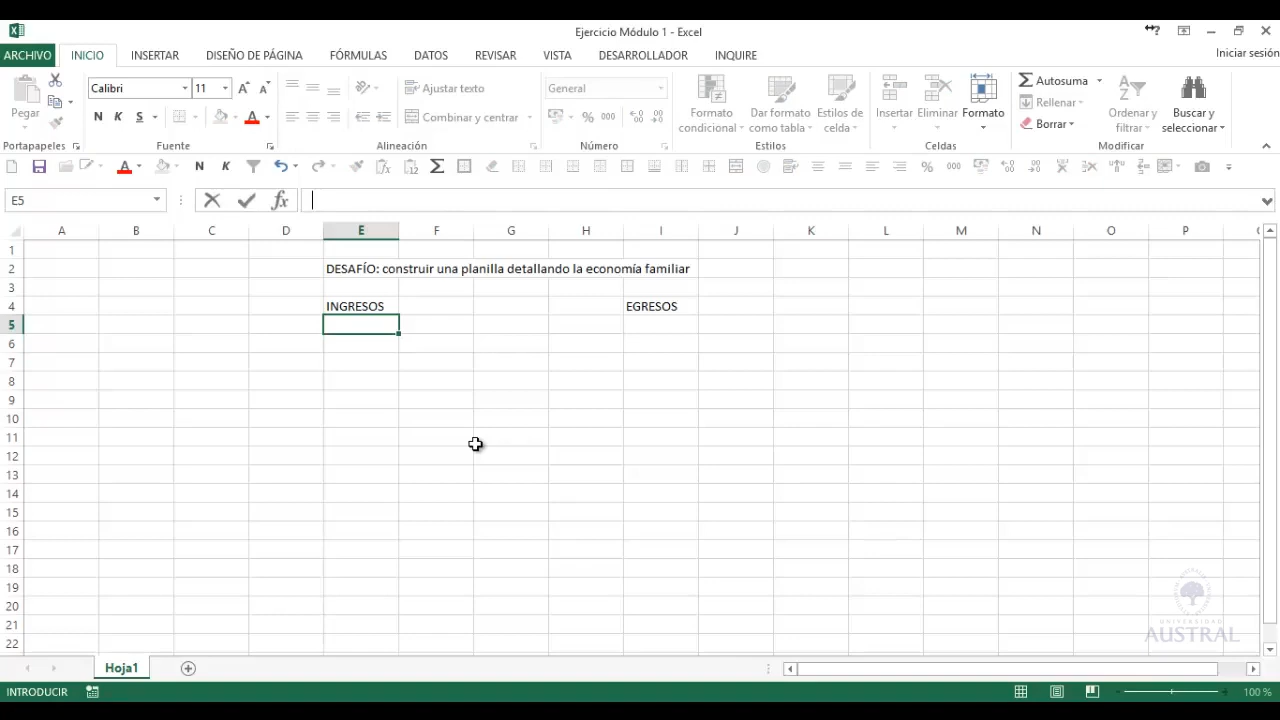 Ejercicio Módulo 1 - Excel
Iniciar sesión
ARCHIVO INICIO INSERTAR DISEÑO DE PÁGINA FÓRMULAS DATOS REVISAR VISTA DESARROLLADOR INQUIRE
Pegar
Portapapeles
Calibri 11
N K S
Fuente
Ajustar texto
Combinar y centrar
Alineación
General
% 000
Número
Formato condicional
Dar formato como tabla
Estilos de celda
Estilos
Insertar Eliminar Formato
Celdas
Autosuma
Rellenar
Borrar
Ordenar y filtrar
Buscar y seleccionar
Modificar
N K % 000
E5 fx
A B C D E F G H I J K L M N O P
1
2 DESAFÍO: construir una planilla detallando la economía familiar
3
4 INGRESOS EGRESOS
5
6
7
8
9
10
11
12
13
14
15
16
17
18
19
20
21
22
UNIVERSIDAD
AUSTRAL
Hoja1
INTRODUCIR 100 %